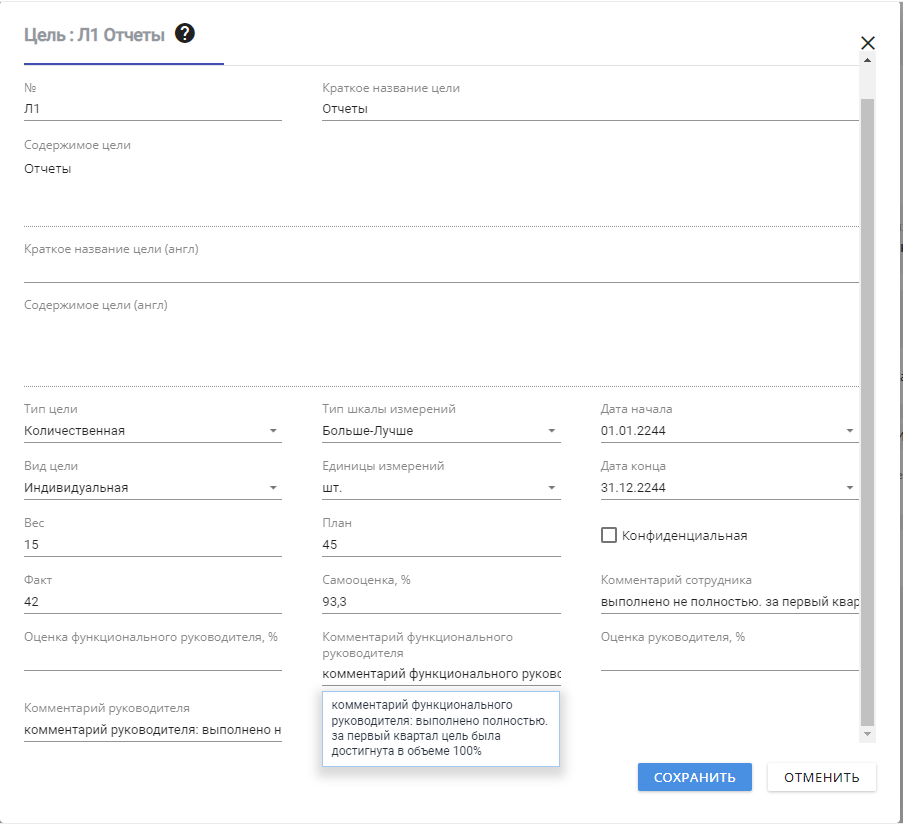 Цель : Л1 Отчеты ?
№
Краткое название цели
Л1
Отчеты
Содержимое цели
Отчеты
Краткое название цели (англ)
Содержимое цели (англ)
Тип цели
Тип шкалы измерений
Дата начала
Количественная
Больше-Лучше
01.01.2244
Вид цели
Единицы измерений
Дата конца
Индивидуальная
шт.
31.12.2244
Вес
План
15
45
Конфиденциальная
Факт
Самооценка, %
Комментарий сотрудника
42
93,3
выполнено не полностью. за первый квар
Оценка функционального руководителя, %
Комментарий функционального
руководителя
Оценка руководителя, %
комментарий функционального руково
Комментарий руководителя
комментарий руководителя: выполнено н
комментарий функционального
руководителя: выполнено полностью.
за первый квартал цель была
достигнута в объеме 100%
СОХРАНИТЬ
ОТМЕНИТЬ